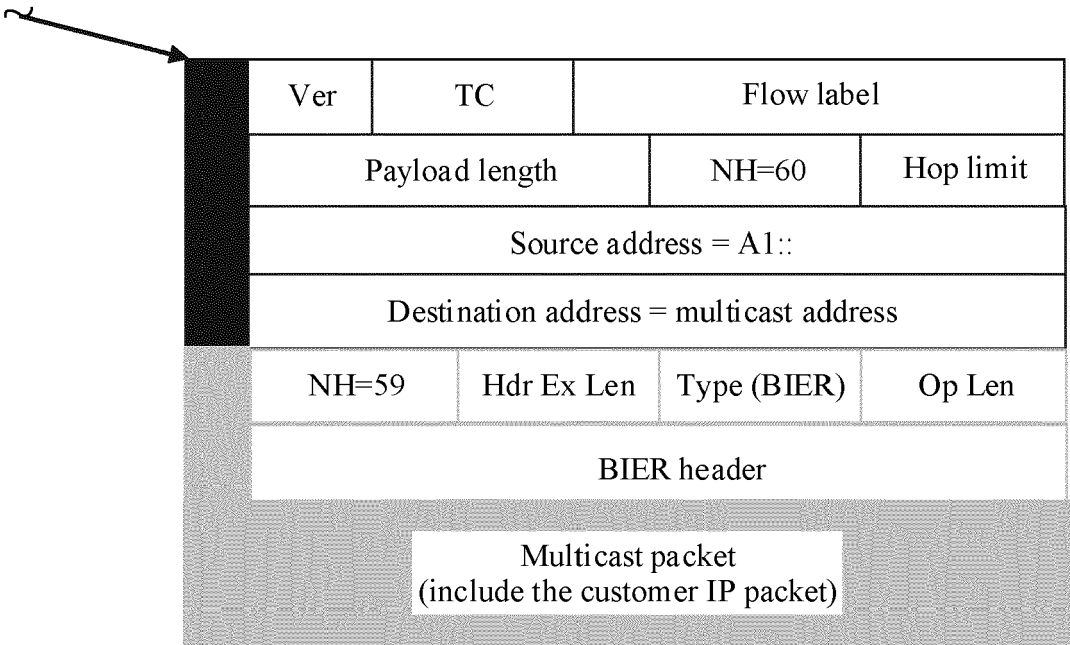 Ver TC Flow label
Payload length NH=60 Hop limit
Source address = A1::
Destination address = multicast address
NH=59 Hdr Ex Len Type (BIER) Op Len
BIER header
Multicast packet
(include the customer IP packet)